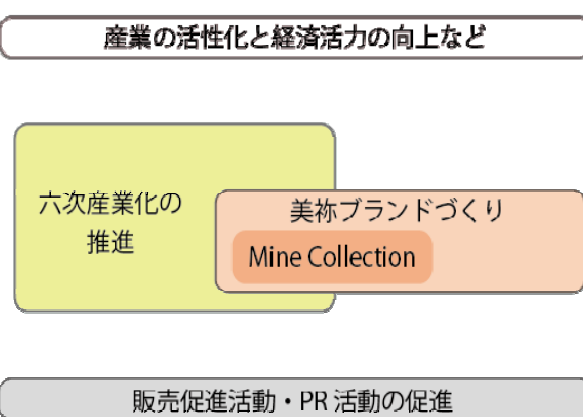 産業の活性化と経済活力の向上など
六次産業化の
推進
美祢ブランドづくり
Mine Collection
販売促進活動・PR 活動の促進